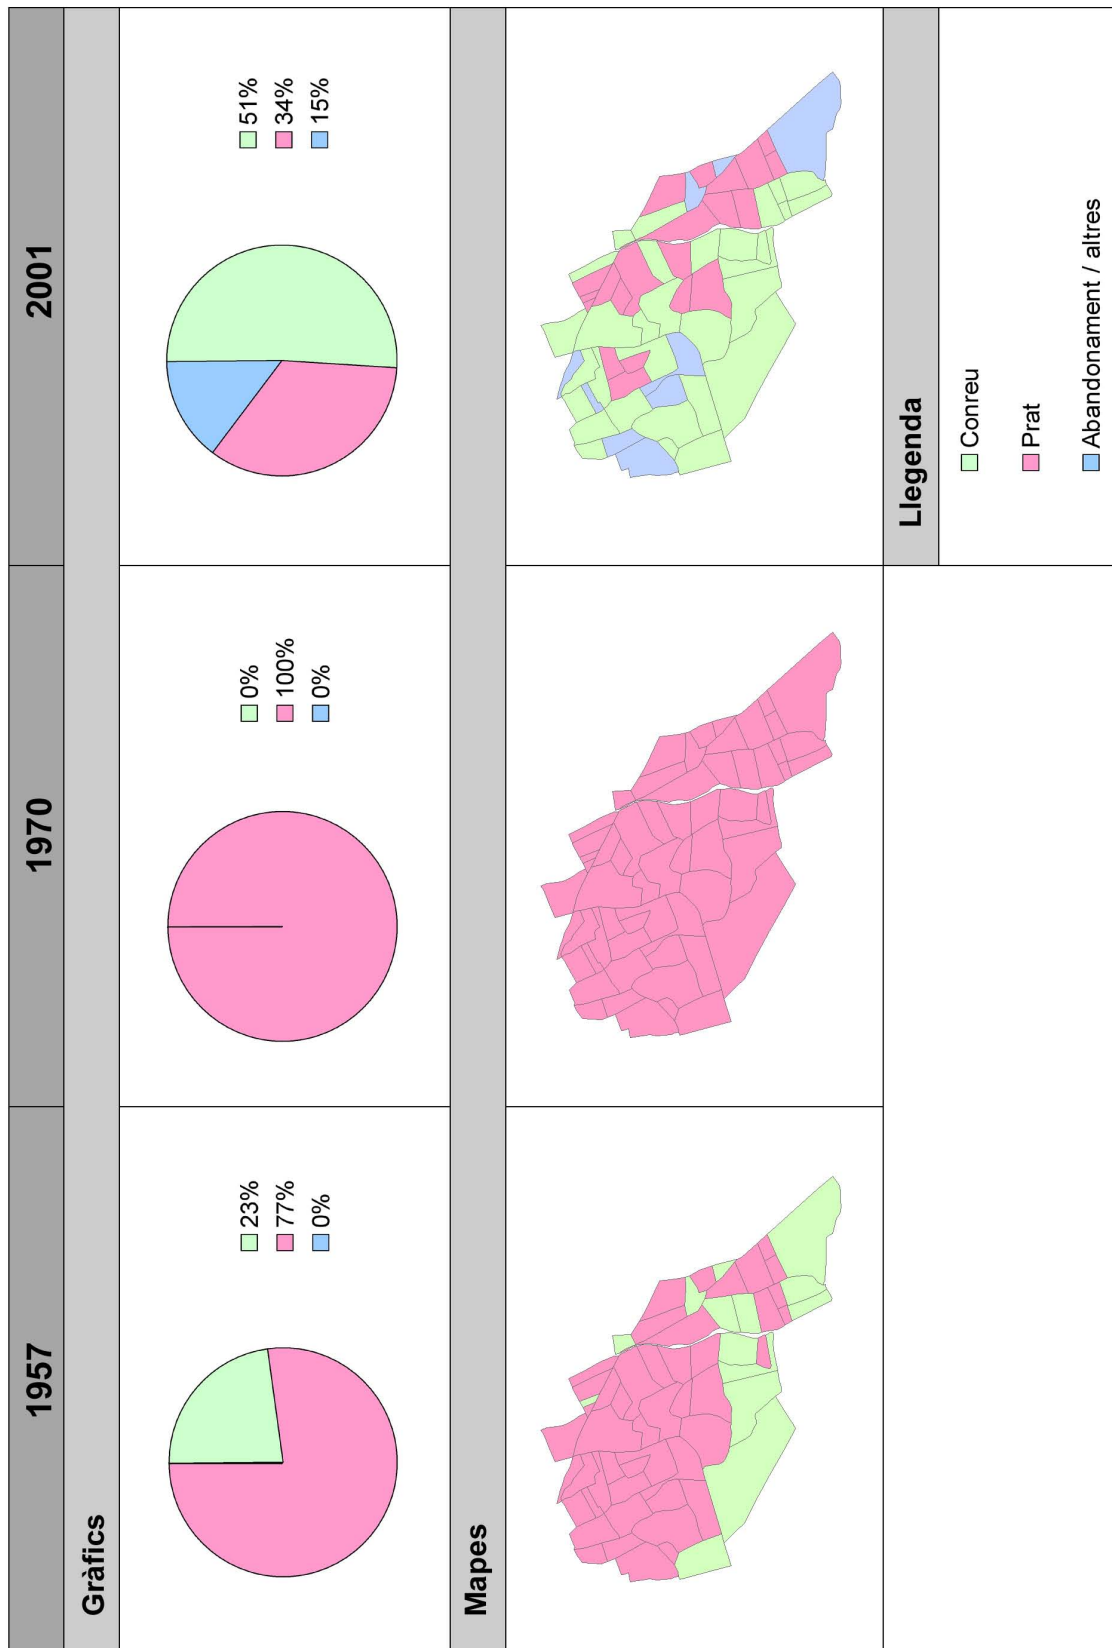 1957
1970
2001
Gràfics
23%
77%
0%
0%
100%
0%
51%
34%
15%
Mapes
Llegenda
Conreu
Prat
Abandonament / altres